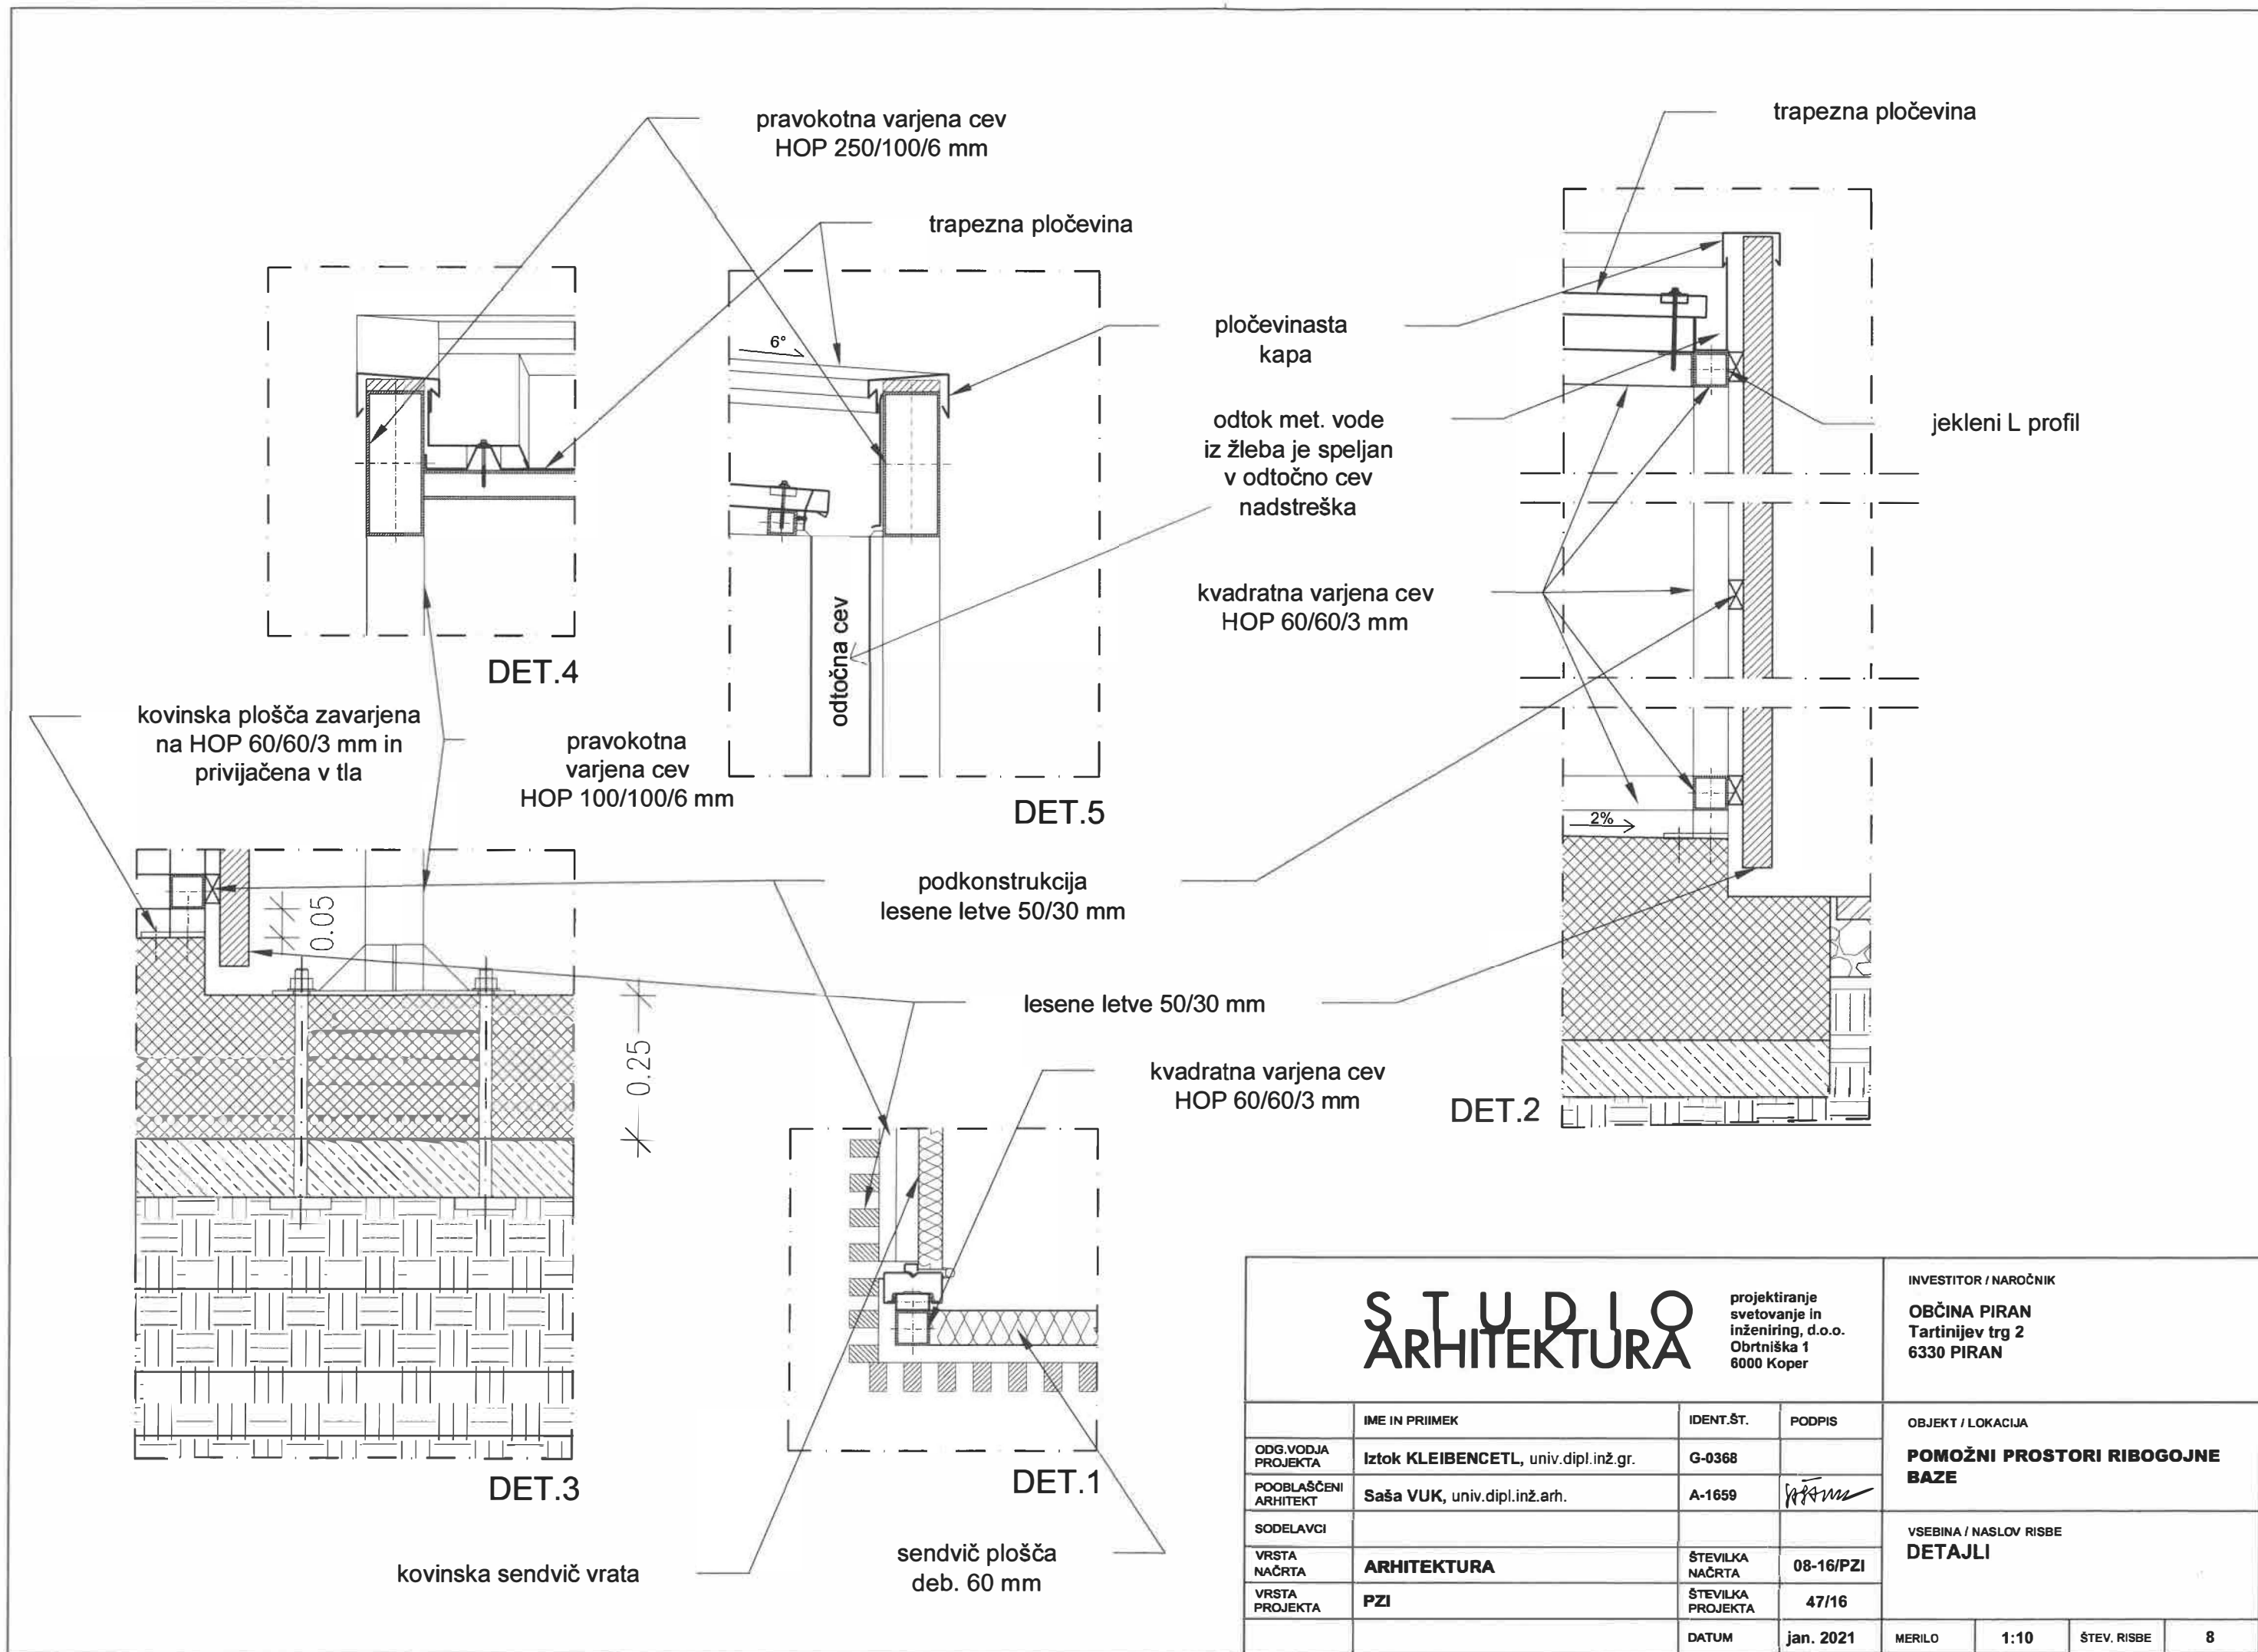 pravokotna varjena cev
HOP 250/100/6 mm
trapezna pločevina
trapezna pločevina
6°
pločevinasta
kapa
odtok met. vode
iz žleba je speljan
v odtočno cev
nadstreška
jekleni L profil
kvadratna varjena cev
HOP 60/60/3 mm
odtočna cev
DET.4
kovinska plošča zavarjena
na HOP 60/60/3 mm in
privijačena v tla
pravokotna
varjena cev
HOP 100/100/6 mm
DET.5
2%
podkonstrukcija
lesene letve 50/30 mm
0.05
lesene letve 50/30 mm
0.25
kvadratna varjena cev
HOP 60/60/3 mm
DET.2
DET.3
DET.1
kovinska sendvič vrata
sendvič plošča
deb. 60 mm
STUDIO
ARHITEKTURA
projektiranje
svetovanje in
inženiring, d.o.o.
Obrtniška 1
6000 Koper
INVESTITOR / NAROČNIK
OBČINA PIRAN
Tartinijev trg 2
6330 PIRAN
IME IN PRIIMEK IDENT.ŠT. PODPIS
OBJEKT / LOKACIJA
POMOŽNI PROSTORI RIBOGOJNE
BAZE
ODG.VODJA
PROJEKTA
Iztok KLEIBENCETL, univ.dipl.inž.gr. G-0368
POOBLAŠČENI
ARHITEKT
Saša VUK, univ.dipl.inž.arh. A-1659
SODELAVCI
VSEBINA / NASLOV RISBE
DETAJLI
VRSTA
NAČRTA
ARHITEKTURA
ŠTEVILKA
NAČRTA
08-16/PZI
VRSTA
PROJEKTA
PZI
ŠTEVILKA
PROJEKTA
47/16
DATUM jan. 2021 MERILO 1:10 ŠTEV. RISBE 8